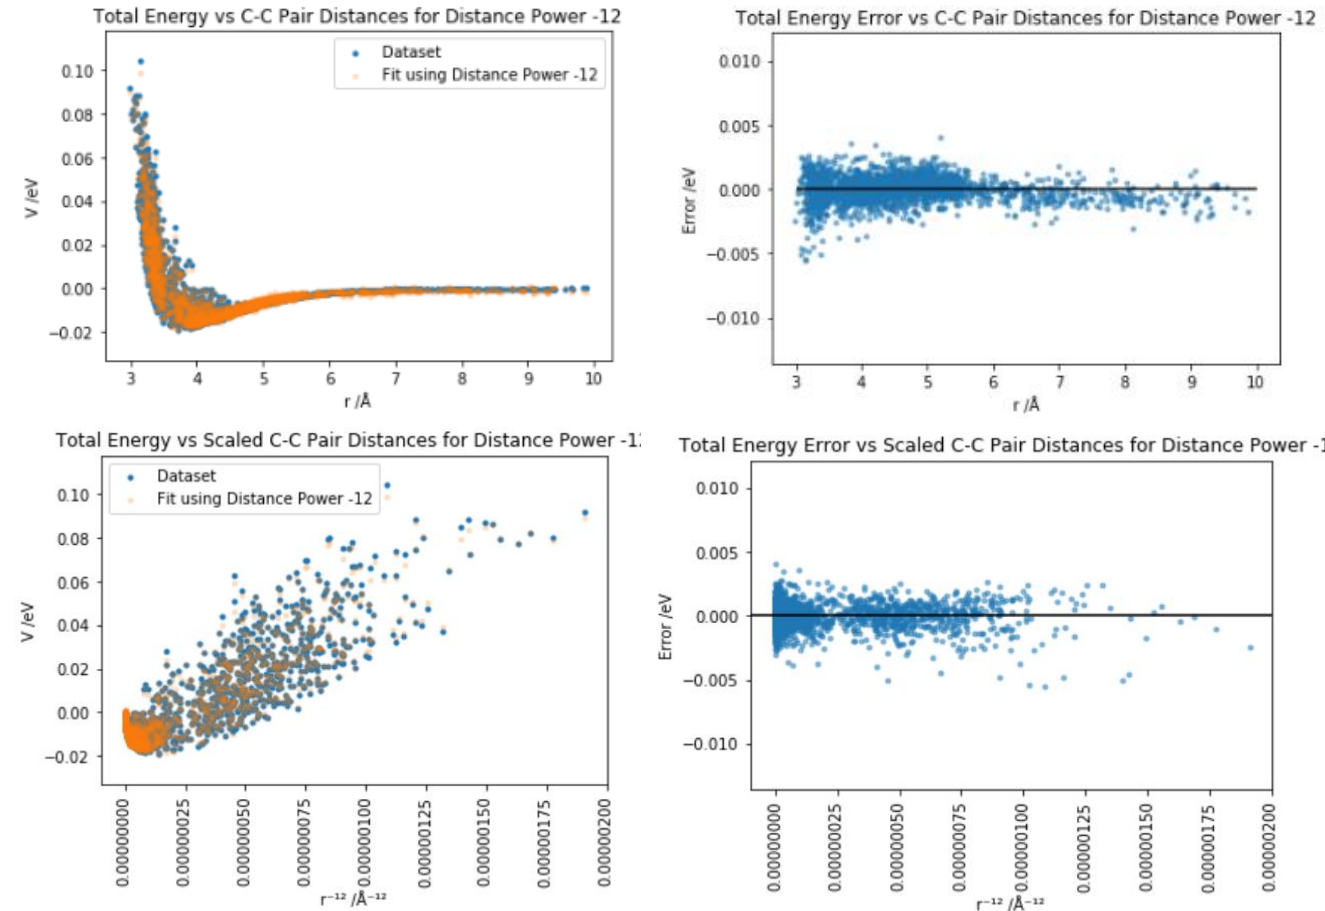 Total Energy vs C-C Pair Distances for Distance Power -12
Dataset
Fit using Distance Power -12
0.10
0.08
0.06
0.04
0.02
0.00
−0.02
V /eV
3 4 5 6 7 8 9 10
r /Å
Total Energy Error vs C-C Pair Distances for Distance Power -12
0.010
0.005
0.000
−0.005
−0.010
Error /eV
3 4 5 6 7 8 9 10
r /Å
Total Energy vs Scaled C-C Pair Distances for Distance Power -1
Dataset
Fit using Distance Power -12
0.10
0.08
0.06
0.04
0.02
0.00
−0.02
V /eV
0.00000000 0.00000025 0.00000050 0.00000075 0.00000100 0.00000125 0.00000150 0.00000175 0.00000200
r⁻¹² /Å⁻¹²
Total Energy Error vs Scaled C-C Pair Distances for Distance Power -1
0.010
0.005
0.000
−0.005
−0.010
Error /eV
0.00000000 0.00000025 0.00000050 0.00000075 0.00000100 0.00000125 0.00000150 0.00000175 0.00000200
r⁻¹² /Å⁻¹²